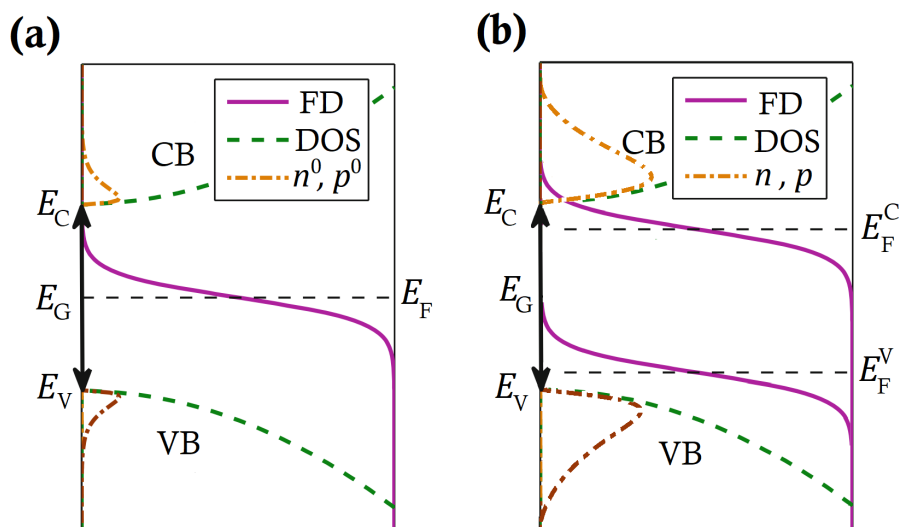 (a)
FD
DOS
n⁰, p⁰
CB
E_C
E_G
E_F
E_V
VB
(b)
FD
DOS
n , p
CB
E_C
E_F^C
E_G
E_F^V
E_V
VB